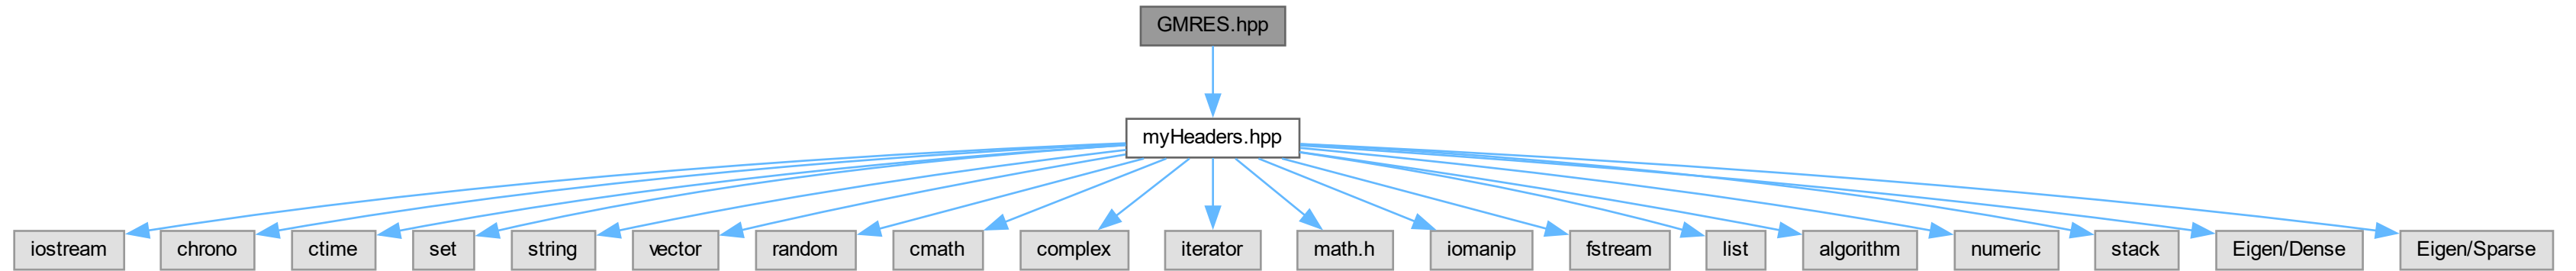 GMRES.hpp
myHeaders.hpp
iostream
chrono
ctime
set
string
vector
random
cmath
complex
iterator
math.h
iomanip
fstream
list
algorithm
numeric
stack
Eigen/Dense
Eigen/Sparse